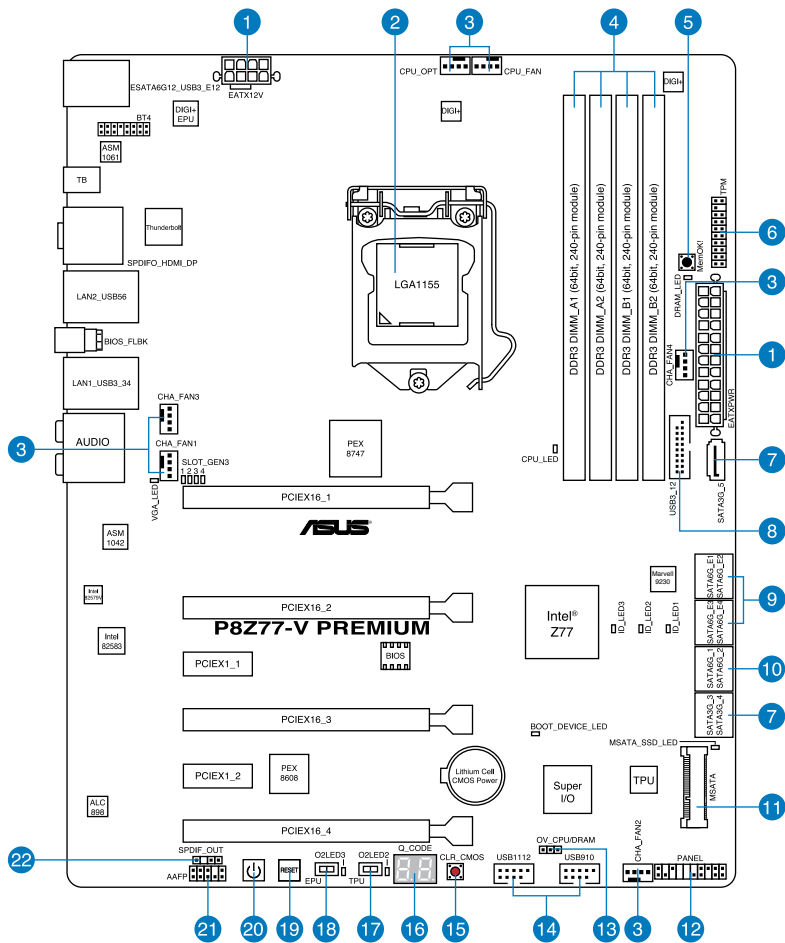 1
2
3
4
5
CPU_OPT
CPU_FAN
ESATA6G12_USB3_E12
EATX12V
DIGI+
DIGI+
EPU
DIGI+
BT4
ASM
1061
TB
Thunderbolt
SPDIFO_HDMI_DP
LAN2_USB56
BIOS_FLBK
LAN1_USB3_34
AUDIO
LGA1155
DDR3 DIMM_A1 (64bit, 240-pin module)
DDR3 DIMM_A2 (64bit, 240-pin module)
DDR3 DIMM_B1 (64bit, 240-pin module)
DDR3 DIMM_B2 (64bit, 240-pin module)
TPM
6
MemOK!
DRAM_LED
3
CHA_FAN4
1
EATXPWR
CHA_FAN3
3
CHA_FAN1
SLOT_GEN3
1 2 3 4
VGA_LED
PEX
8747
CPU_LED
USB3_12
SATA3G_5
7
8
PCIEX16_1
ASUS
ASM
1042
Marvell
9230
SATA6G_E1
SATA6G_E2
9
Intel
82579V
PCIEX16_2
P8Z77-V PREMIUM
Intel®
Z77
ID_LED3
ID_LED2
ID_LED1
SATA6G_E3
SATA6G_E4
Intel
82583
PCIEX1_1
BIOS
SATA6G_1
SATA6G_2
10
PCIEX16_3
BOOT_DEVICE_LED
SATA3G_3
SATA3G_4
7
MSATA_SSD_LED
PCIEX1_2
PEX
8608
Lithium Cell
CMOS Power
Super
I/O
TPU
MSATA
11
ALC
898
PCIEX16_4
22
SPDIF_OUT
O2LED3
O2LED2
Q_CODE
CLR_CMOS
OV_CPU/DRAM
USB1112
USB910
CHA_FAN2
PANEL
AAFP
RESET
EPU
TPU
88
21
20
19
18
17
16
15
14
13
3
12